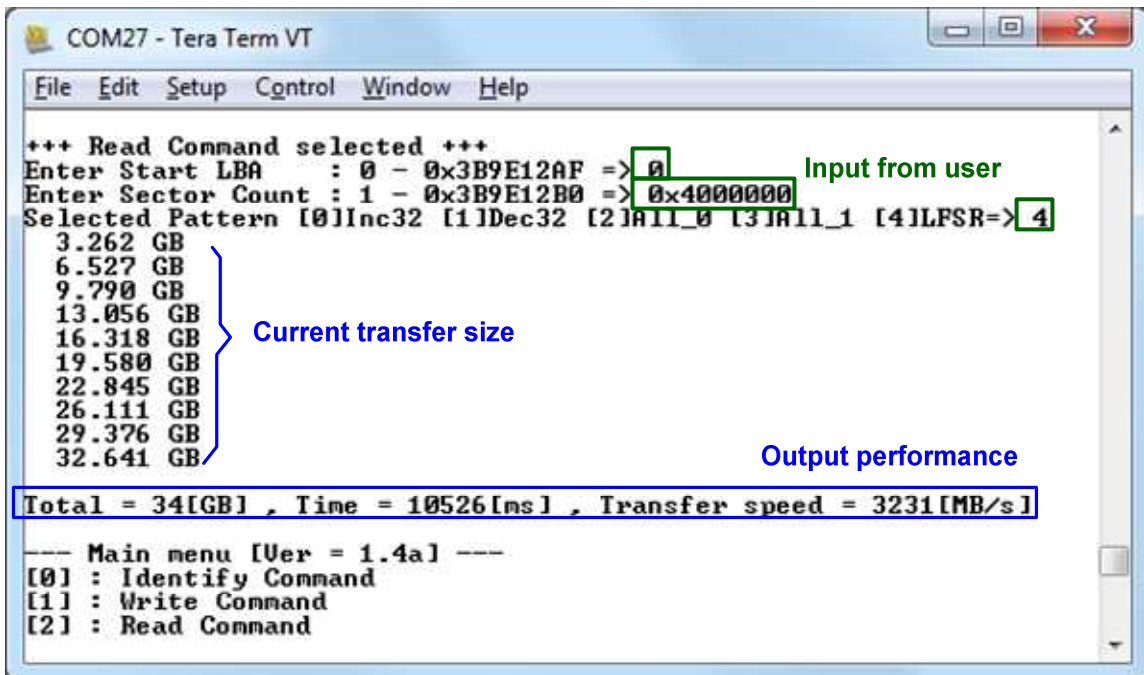 COM27 - Tera Term VT
File Edit Setup Control Window Help
+++ Read Command selected +++
Enter Start LBA : 0 - 0x3B9E12AF => 0
Input from user
Enter Sector Count : 1 - 0x3B9E12B0 => 0x4000000
Selected Pattern [0]Inc32 [1]Dec32 [2]All_0 [3]All_1 [4]LFSR=> 4
3.262 GB
6.527 GB
9.790 GB
13.056 GB
16.318 GB
Current transfer size
19.580 GB
22.845 GB
26.111 GB
29.376 GB
32.641 GB
Output performance
Total = 34[GB] , Time = 10526[ms] , Transfer speed = 3231[MB/s]
--- Main menu [Ver = 1.4a] ---
[0] : Identify Command
[1] : Write Command
[2] : Read Command